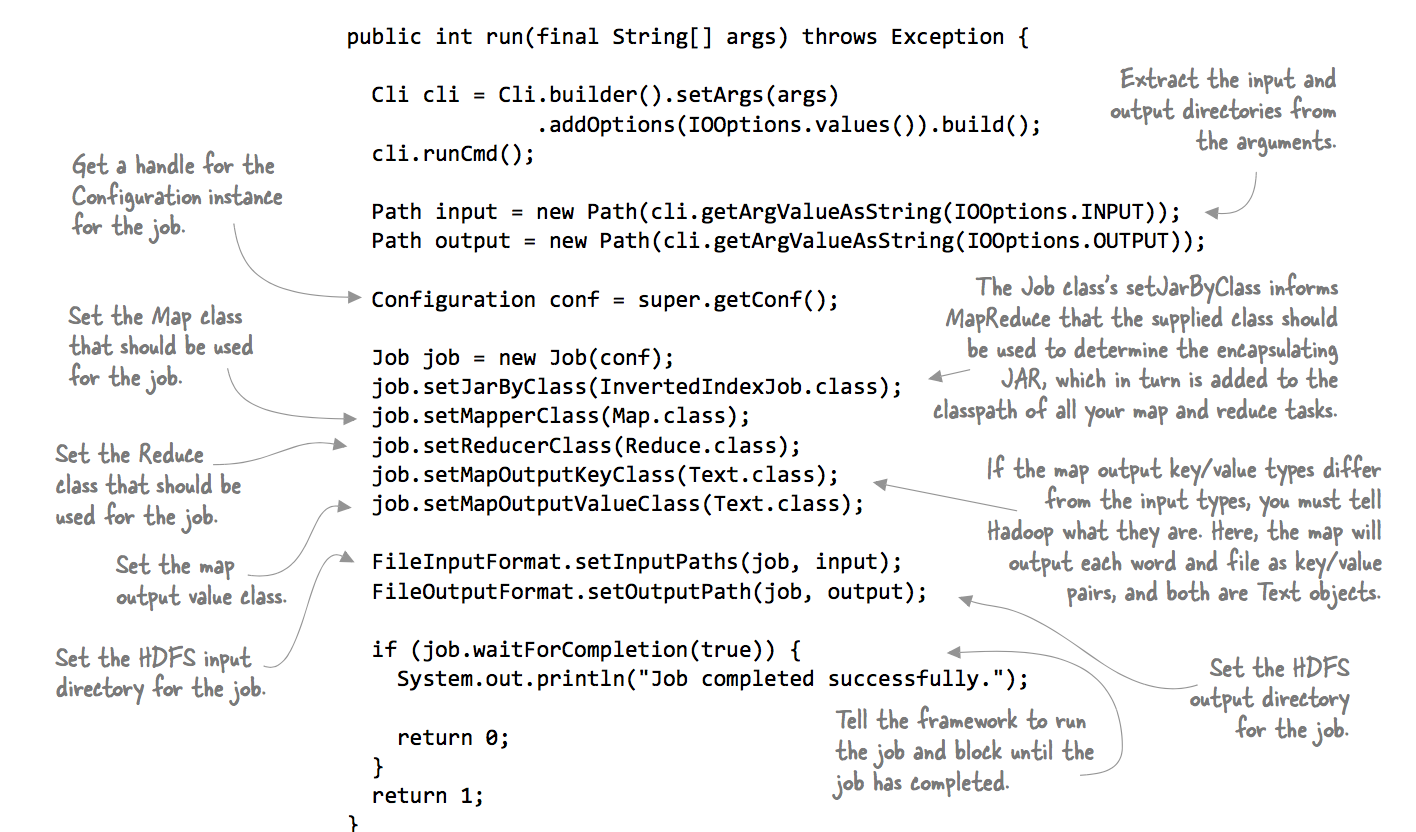 public int run(final String[] args) throws Exception {
Cli cli = Cli.builder().setArgs(args)
.addOptions(IOOptions.values()).build();
cli.runCmd();
Extract the input and
output directories from
the arguments.
Get a handle for the
Configuration instance
for the job.
Path input = new Path(cli.getArgValueAsString(IOOptions.INPUT));
Path output = new Path(cli.getArgValueAsString(IOOptions.OUTPUT));
Configuration conf = super.getConf();
The Job class's setJarByClass informs
MapReduce that the supplied class should
be used to determine the encapsulating
JAR, which in turn is added to the
classpath of all your map and reduce tasks.
Set the Map class
that should be used
for the job.
Job job = new Job(conf);
job.setJarByClass(InvertedIndexJob.class);
job.setMapperClass(Map.class);
job.setReducerClass(Reduce.class);
job.setMapOutputKeyClass(Text.class);
job.setMapOutputValueClass(Text.class);
Set the Reduce
class that should be
used for the job.
If the map output key/value types differ
from the input types, you must tell
Hadoop what they are. Here, the map will
output each word and file as key/value
pairs, and both are Text objects.
Set the map
output value class.
FileInputFormat.setInputPaths(job, input);
FileOutputFormat.setOutputPath(job, output);
Set the HDFS input
directory for the job.
if (job.waitForCompletion(true)) {
System.out.println("Job completed successfully.");
Set the HDFS
output directory
for the job.
Tell the framework to run
the job and block until the
job has completed.
return 0;
}
return 1;
}